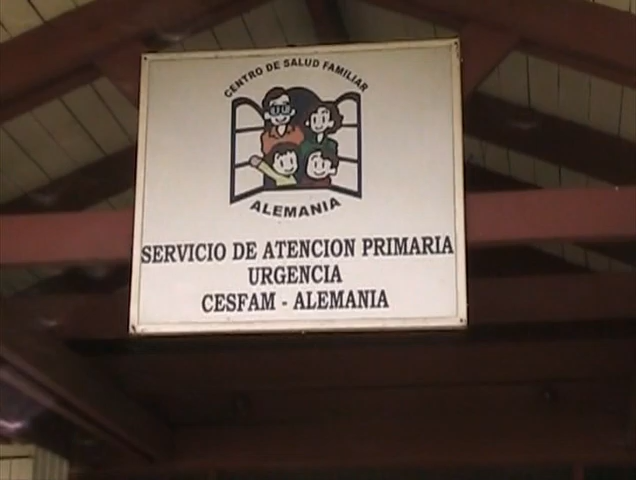 CENTRO DE SALUD FAMILIAR
ALEMANIA
SERVICIO DE ATENCION PRIMARIA
URGENCIA
CESFAM - ALEMANIA